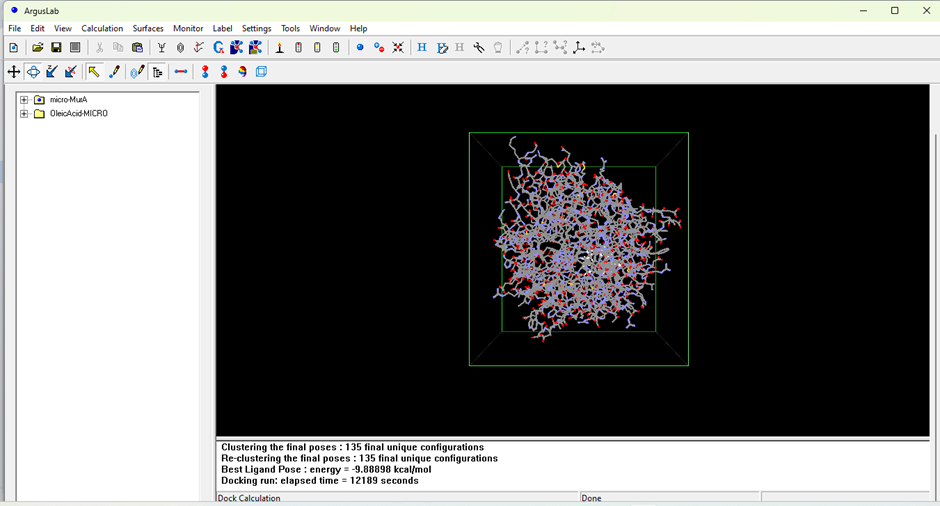 ArgusLab
File Edit View Calculation Surfaces Monitor Label Settings Tools Window Help
micro-MurA
OleicAcid-MICRO
Clustering the final poses : 135 final unique configurations
Re-clustering the final poses : 135 final unique configurations
Best Ligand Pose : energy = -9.88898 kcal/mol
Docking run: elapsed time = 12189 seconds
Dock Calculation Done